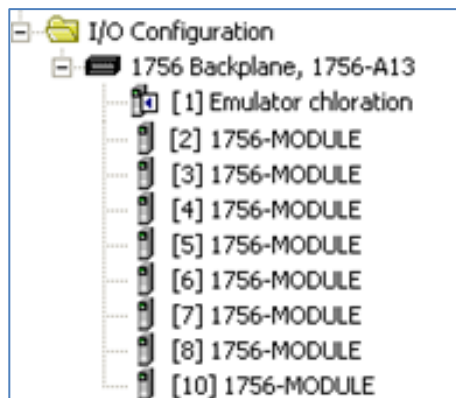 I/O Configuration
1756 Backplane, 1756-A13
[1] Emulator chloration
[2] 1756-MODULE
[3] 1756-MODULE
[4] 1756-MODULE
[5] 1756-MODULE
[6] 1756-MODULE
[7] 1756-MODULE
[8] 1756-MODULE
[10] 1756-MODULE